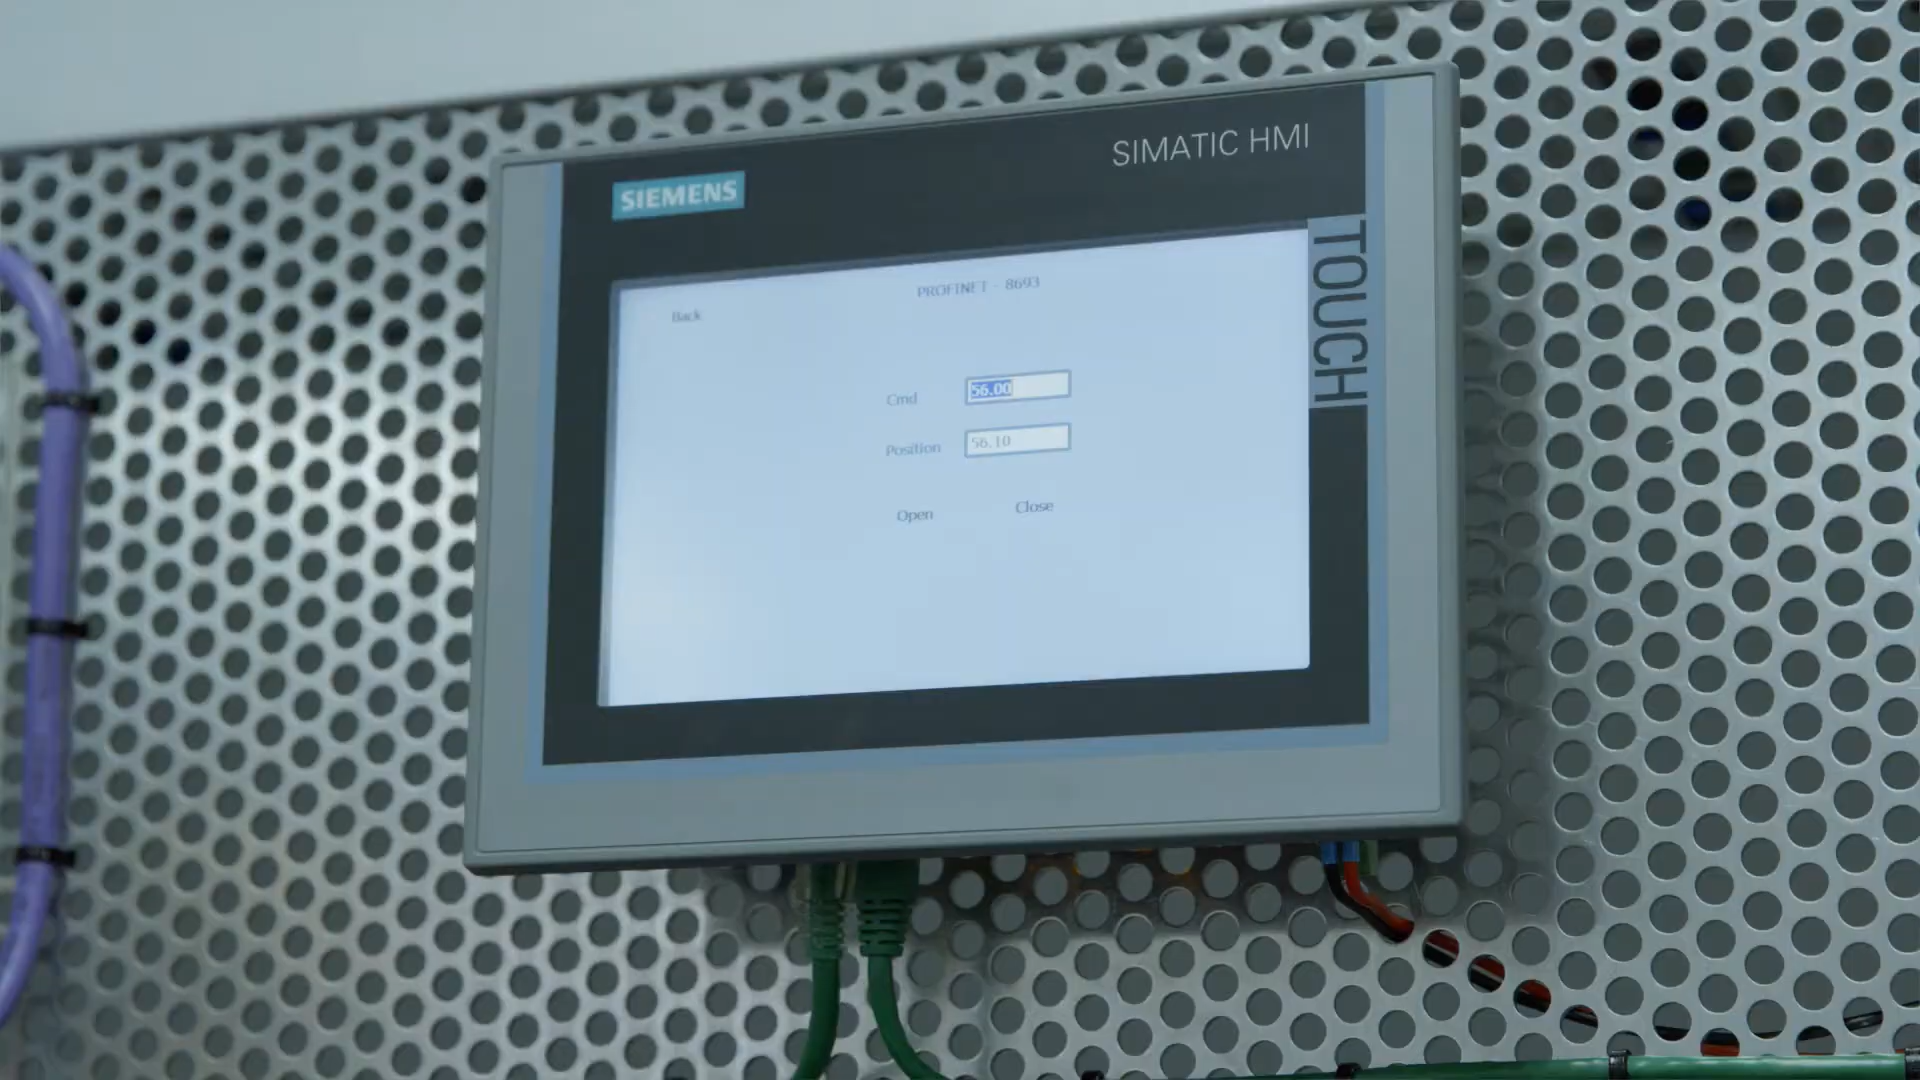 SIEMENS
SIMATIC HMI
TOUCH
PROFINET - 8693
Back
Cmd 56.00
Position 56.10
Open Close